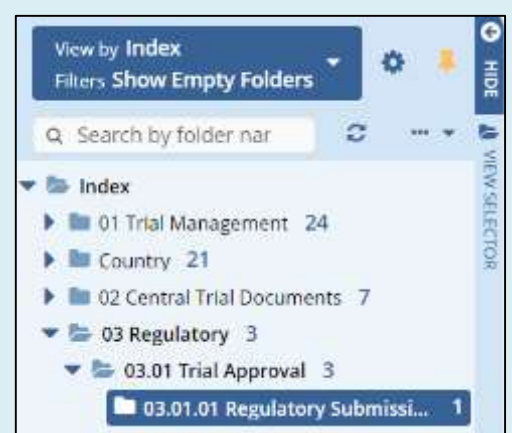 View by Index
Filters Show Empty Folders
HIDE
Search by folder nar
VIEW SELECTOR
Index
01 Trial Management 24
Country 21
02 Central Trial Documents 7
03 Regulatory 3
03.01 Trial Approval 3
03.01.01 Regulatory Submissi... 1